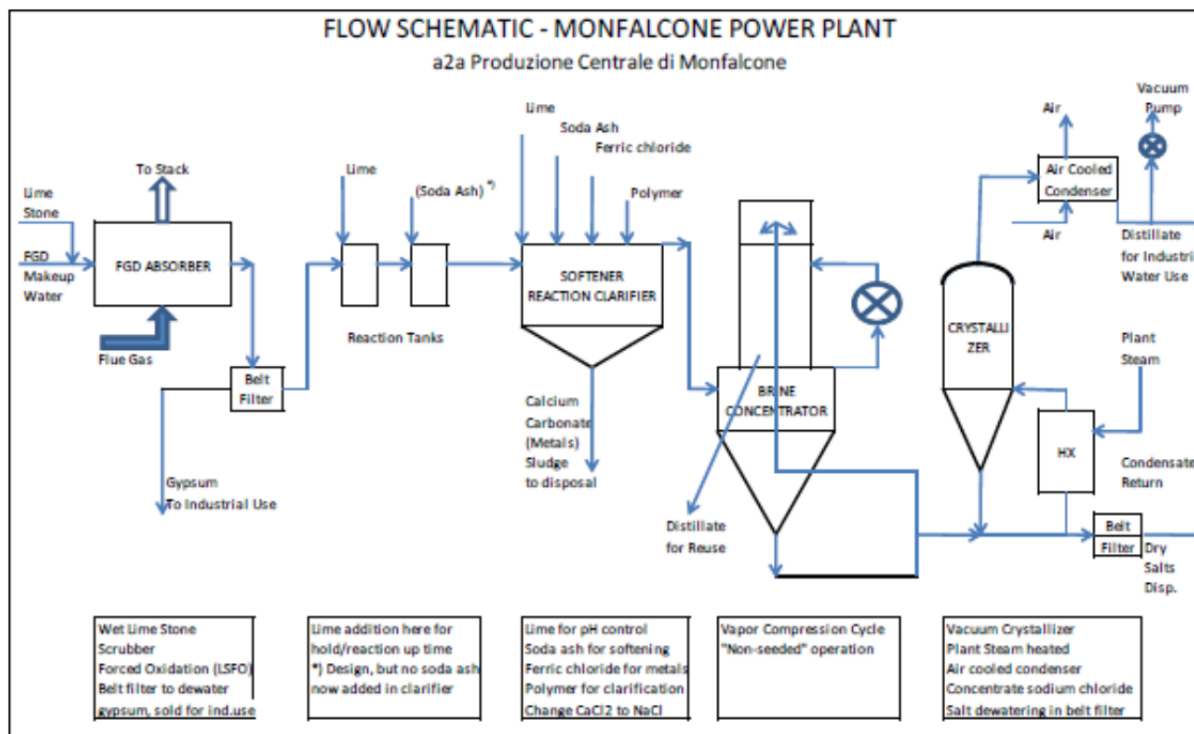 FLOW SCHEMATIC - MONFALCONE POWER PLANT
a2a Produzione Centrale di Monfalcone
Lime
Soda Ash
Ferric chloride
Polymer
Vacuum
Pump
Air
Air Cooled
Condenser
Air
Distillate
for Industri
Water Use
To Stack
Lime
(Soda Ash) *)
Lime
Stone
FGD
Makeup
Water
FGD ABSORBER
Flue Gas
Belt
Filter
Gypsum
To Industrial Use
Reaction Tanks
SOFTENER
REACTION CLARIFIER
Calcium
Carbonate
(Metals)
Sludge
to disposal
BRINE
CONCENTRATOR
Distillate
for Reuse
CRYSTALLI
ZER
Plant
Steam
HX
Condensate
Return
Belt
Filter
Dry
Salts
Disp.
Wet Lime Stone
Scrubber
Forced Oxidation (LSFO)
Belt filter to dewater
gypsum, sold for ind.use
Lime addition here for
hold/reaction up time
*) Design, but no soda ash
now added in clarifier
Lime for pH control
Soda ash for softening
Ferric chloride for metals
Polymer for clarification
Change CaCl2 to NaCl
Vapor Compression Cycle
"Non-seeded" operation
Vacuum Crystallizer
Plant Steam heated
Air cooled condenser
Concentrate sodium chloride
Salt dewatering in belt filter